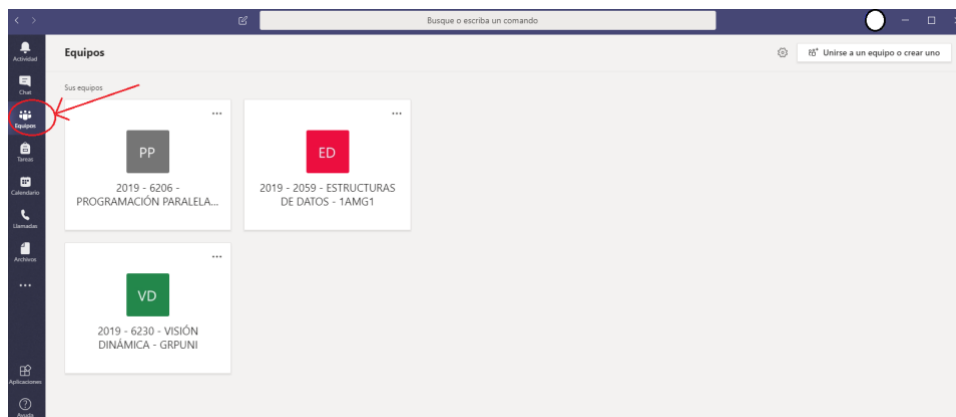 Busque o escriba un comando
Actividad
Chat
Equipos
Tareas
Calendario
Llamadas
Archivos
Aplicaciones
Ayuda
Equipos
Unirse a un equipo o crear uno
Sus equipos
PP
2019 - 6206 -
PROGRAMACIÓN PARALELA...
ED
2019 - 2059 - ESTRUCTURAS
DE DATOS - 1AMG1
VD
2019 - 6230 - VISIÓN
DINÁMICA - GRPUNI